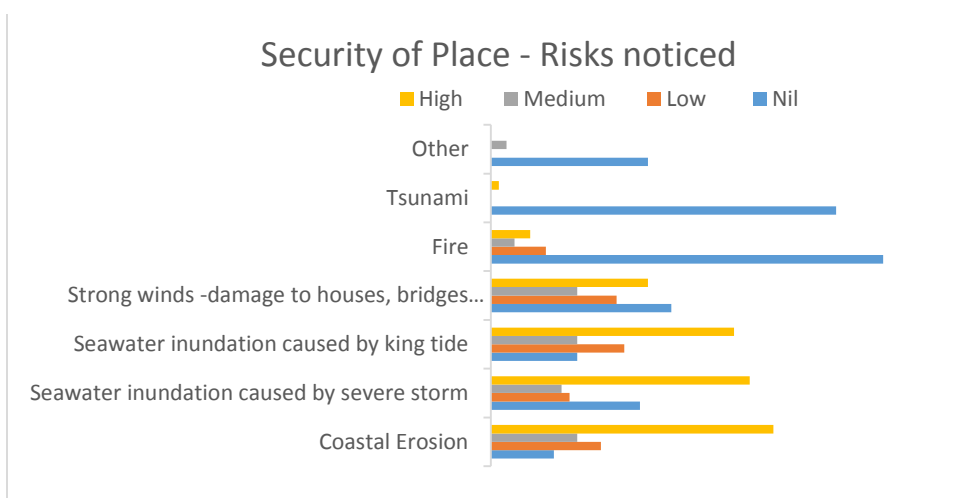 Security of Place - Risks noticed
High Medium Low Nil
Other
Tsunami
Fire
Strong winds -damage to houses, bridges...
Seawater inundation caused by king tide
Seawater inundation caused by severe storm
Coastal Erosion